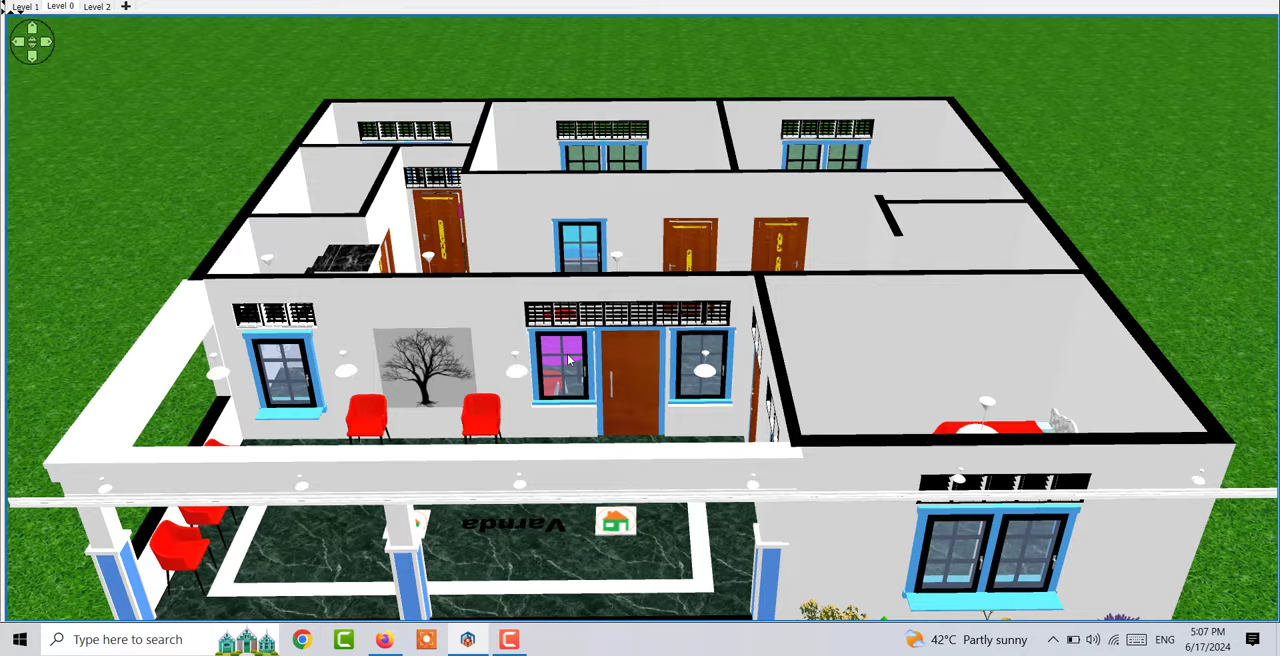 Level 1 Level 0 Level 2
Varnda
Type here to search
42°C Partly sunny
ENG
5:07 PM
6/17/2024